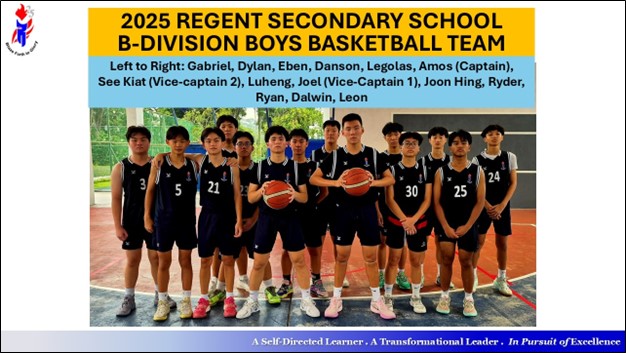 2025 REGENT SECONDARY SCHOOL
B-DIVISION BOYS BASKETBALL TEAM
Left to Right: Gabriel, Dylan, Eben, Danson, Legolas, Amos (Captain),
See Kiat (Vice-captain 2), Luheng, Joel (Vice-Captain 1), Joon Hing, Ryder,
Ryan, Dalwin, Leon
3
5
21
30
25
24
A Self-Directed Learner . A Transformational Leader . In Pursuit of Excellence